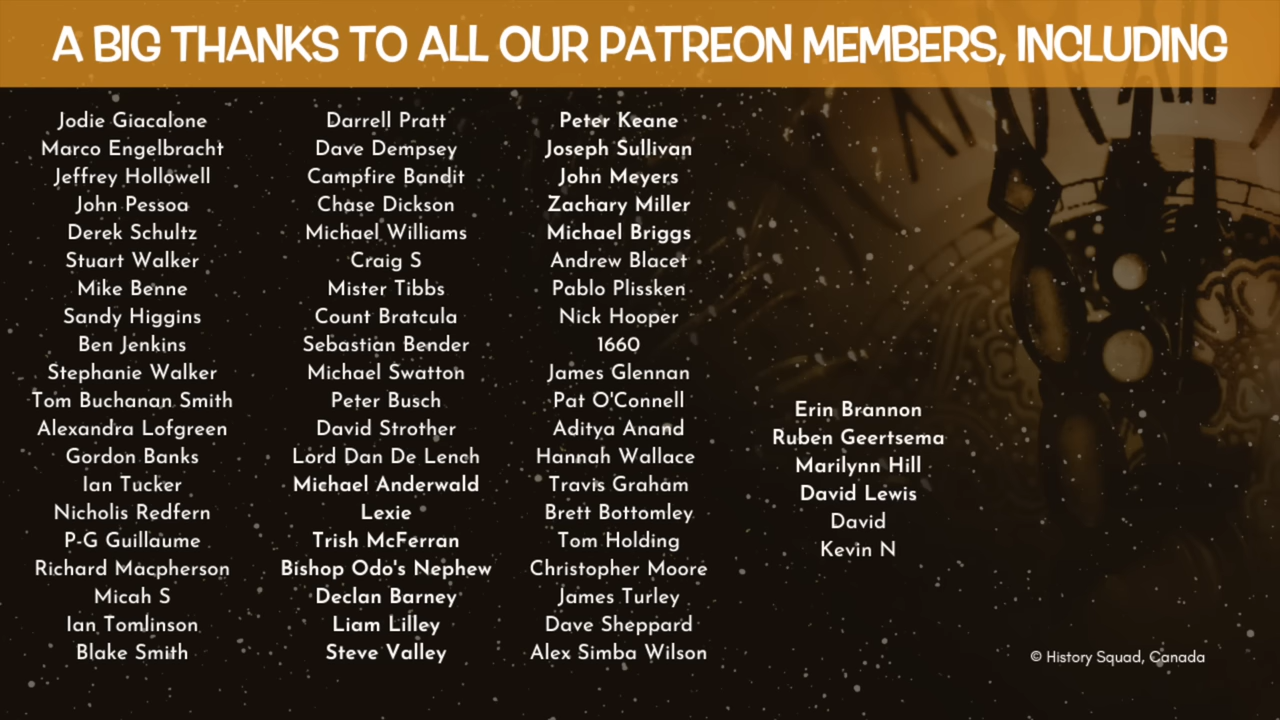 A BIG THANKS TO ALL OUR PATREON MEMBERS, INCLUDING
Jodie Giacalone
Marco Engelbracht
Jeffrey Hollowell
John Pessoa
Derek Schultz
Stuart Walker
Mike Benne
Sandy Higgins
Ben Jenkins
Stephanie Walker
Tom Buchanan Smith
Alexandra Lofgreen
Gordon Banks
Ian Tucker
Nicholis Redfern
P-G Guillaume
Richard Macpherson
Micah S
Ian Tomlinson
Blake Smith
Darrell Pratt
Dave Dempsey
Campfire Bandit
Chase Dickson
Michael Williams
Craig S
Mister Tibbs
Count Bratcula
Sebastian Bender
Michael Swatton
Peter Busch
David Strother
Lord Dan De Lench
Michael Anderwald
Lexie
Trish McFerran
Bishop Odo's Nephew
Declan Barney
Liam Lilley
Steve Valley
Peter Keane
Joseph Sullivan
John Meyers
Zachary Miller
Michael Briggs
Andrew Blacet
Pablo Plissken
Nick Hooper
1660
James Glennan
Pat O'Connell
Aditya Anand
Hannah Wallace
Travis Graham
Brett Bottomley
Tom Holding
Christopher Moore
James Turley
Dave Sheppard
Alex Simba Wilson
Erin Brannon
Ruben Geertsema
Marilynn Hill
David Lewis
David
Kevin N
© History Squad, Canada